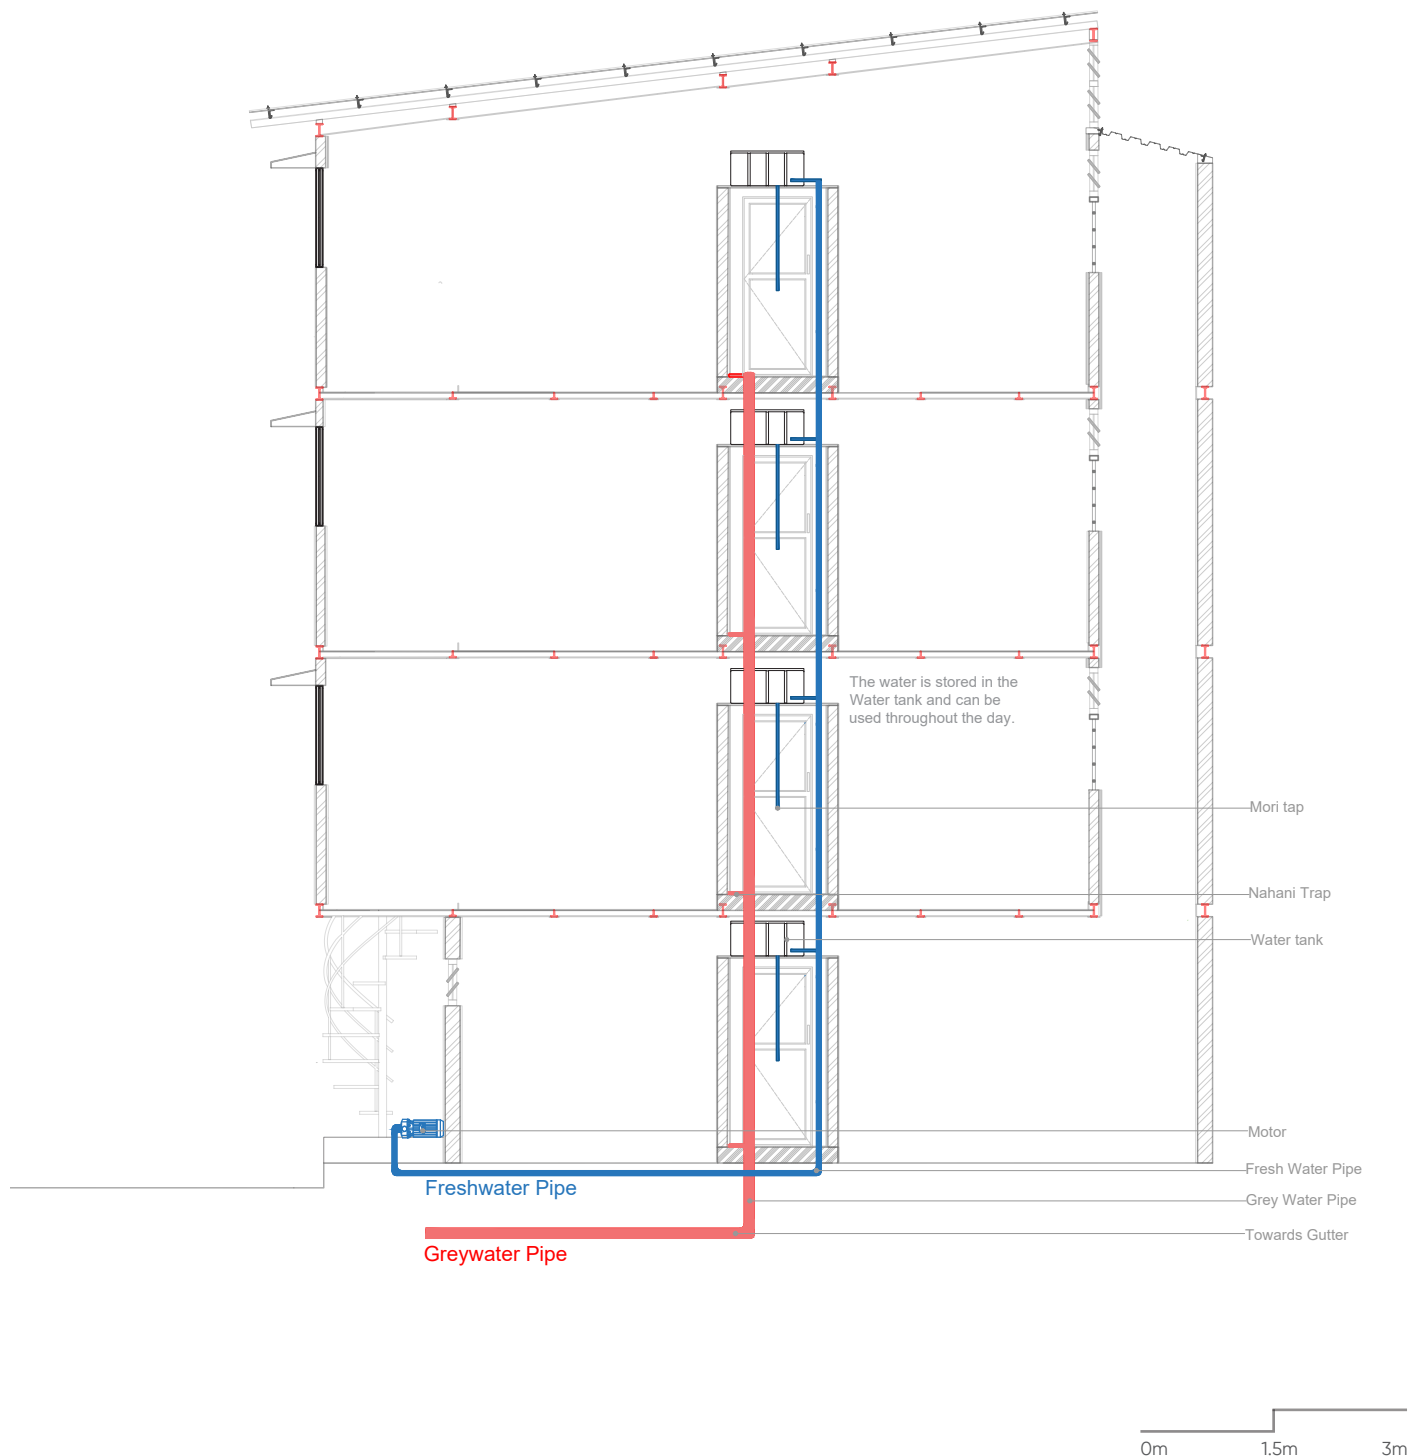 The water is stored in the
Water tank and can be
used throughout the day.
Mori tap
Nahani Trap
Water tank
Motor
Fresh Water Pipe
Freshwater Pipe
Grey Water Pipe
Towards Gutter
Greywater Pipe
0m 1.5m 3m